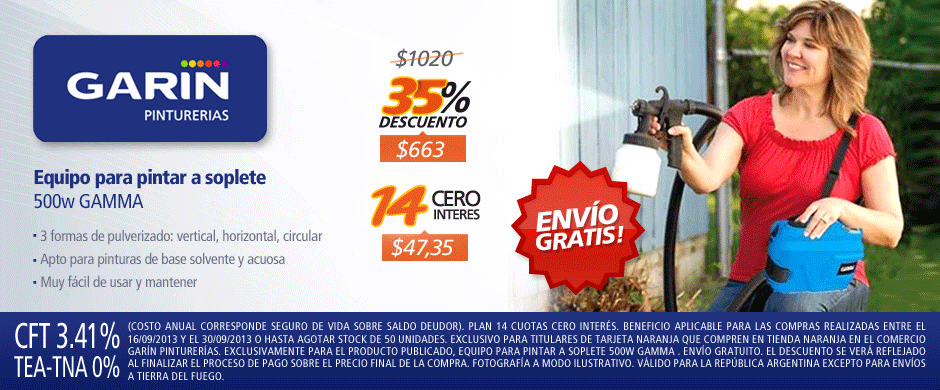 GARIN
PINTURERIAS
Equipo para pintar a soplete
500w GAMMA
▪ 3 formas de pulverizado: vertical, horizontal, circular
▪ Apto para pinturas de base solvente y acuosa
▪ Muy fácil de usar y mantener
$1020
35%
DESCUENTO
$663
14 CERO
INTERES
$47,35
ENVÍO
GRATIS!
GAMMA
CFT 3.41%
TEA-TNA 0%
(COSTO ANUAL CORRESPONDE SEGURO DE VIDA SOBRE SALDO DEUDOR). PLAN 14 CUOTAS CERO INTERÉS. BENEFICIO APLICABLE PARA LAS COMPRAS REALIZADAS ENTRE EL
16/09/2013 Y EL 30/09/2013 O HASTA AGOTAR STOCK DE 50 UNIDADES. EXCLUSIVO PARA TITULARES DE TARJETA NARANJA QUE COMPREN EN TIENDA NARANJA EN EL COMERCIO
GARÍN PINTURERÍAS. EXCLUSIVAMENTE PARA EL PRODUCTO PUBLICADO, EQUIPO PARA PINTAR A SOPLETE 500W GAMMA . ENVÍO GRATUITO. EL DESCUENTO SE VERÁ REFLEJADO
AL FINALIZAR EL PROCESO DE PAGO SOBRE EL PRECIO FINAL DE LA COMPRA. FOTOGRAFÍA A MODO ILUSTRATIVO. VÁLIDO PARA LA REPÚBLICA ARGENTINA EXCEPTO PARA ENVÍOS
A TIERRA DEL FUEGO.